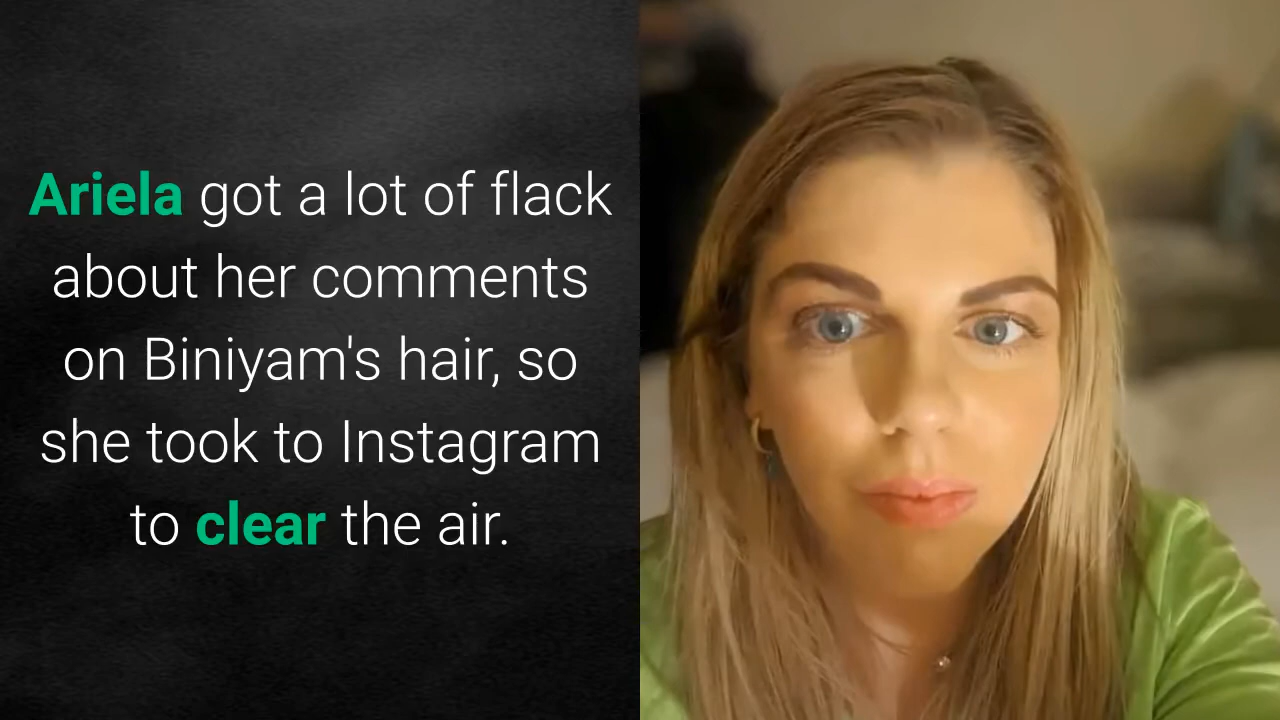 Ariela got a lot of flack
about her comments
on Biniyam's hair, so
she took to Instagram
to clear the air.